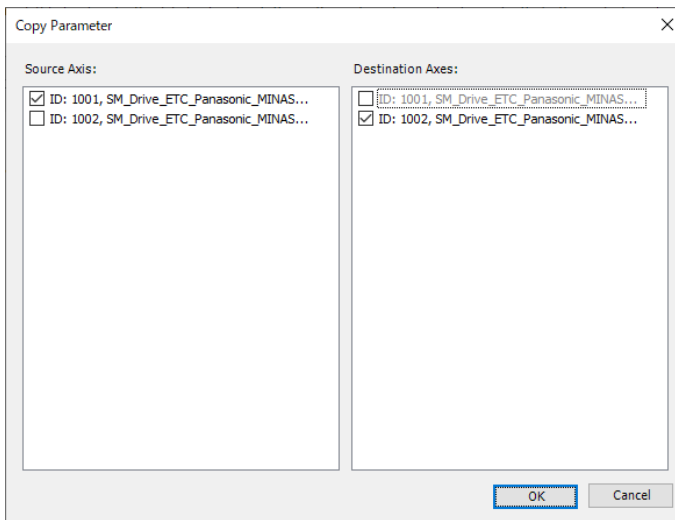 Copy Parameter
Source Axis:
ID: 1001, SM_Drive_ETC_Panasonic_MINAS...
ID: 1002, SM_Drive_ETC_Panasonic_MINAS...
Destination Axes:
ID: 1001, SM_Drive_ETC_Panasonic_MINAS...
ID: 1002, SM_Drive_ETC_Panasonic_MINAS...
OK
Cancel